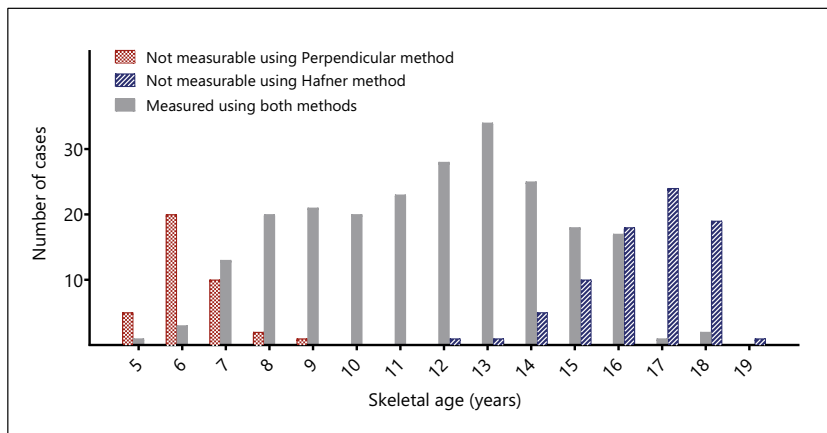 Not measurable using Perpendicular method
Not measurable using Hafner method
Measured using both methods
Number of cases
30
20
10
5 6 7 8 9 10 11 12 13 14 15 16 17 18 19
Skeletal age (years)